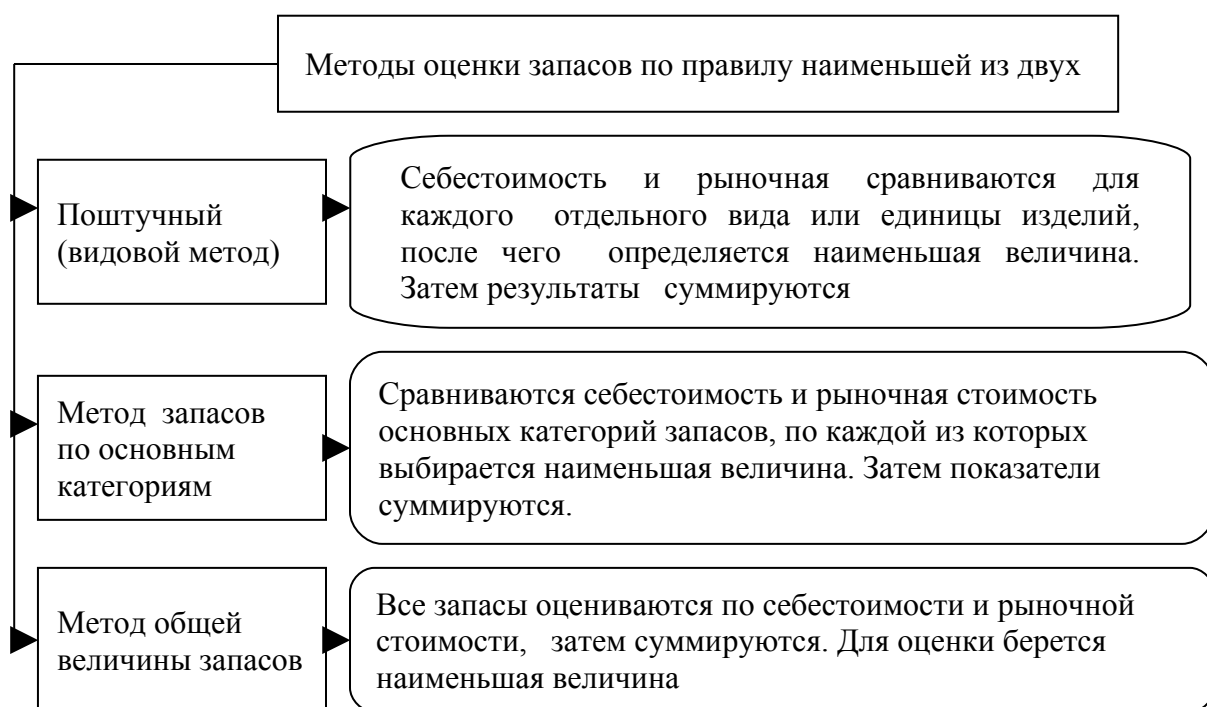 Методы оценки запасов по правилу наименьшей из двух
Поштучный
(видовой метод)
Себестоимость и рыночная сравниваются для
каждого отдельного вида или единицы изделий,
после чего определяется наименьшая величина.
Затем результаты суммируются
Метод запасов
по основным
категориям
Сравниваются себестоимость и рыночная стоимость
основных категорий запасов, по каждой из которых
выбирается наименьшая величина. Затем показатели
суммируются.
Метод общей
величины запасов
Все запасы оцениваются по себестоимости и рыночной
стоимости, затем суммируются. Для оценки берется
наименьшая величина